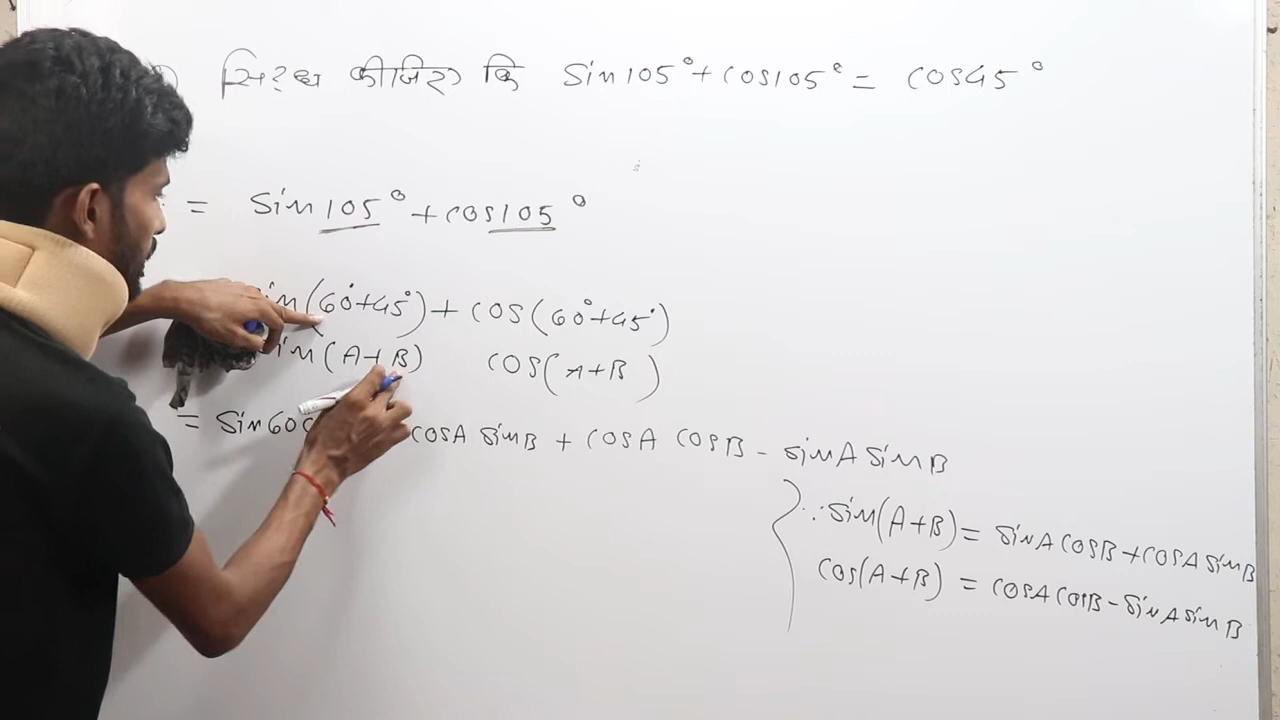 सिद्ध कीजिए कि Sin105° + cos105° = cos45°
= Sin105° + cos105°
sin(60°+45°) + cos(60°+45°)
sin(A+B) cos(A+B)
= Sin60 cosA sinB + cosA cosB - sinA sinB
∵ sin(A+B) = sinA cosB + cosA sinB
cos(A+B) = cosA cosB - sinA sinB